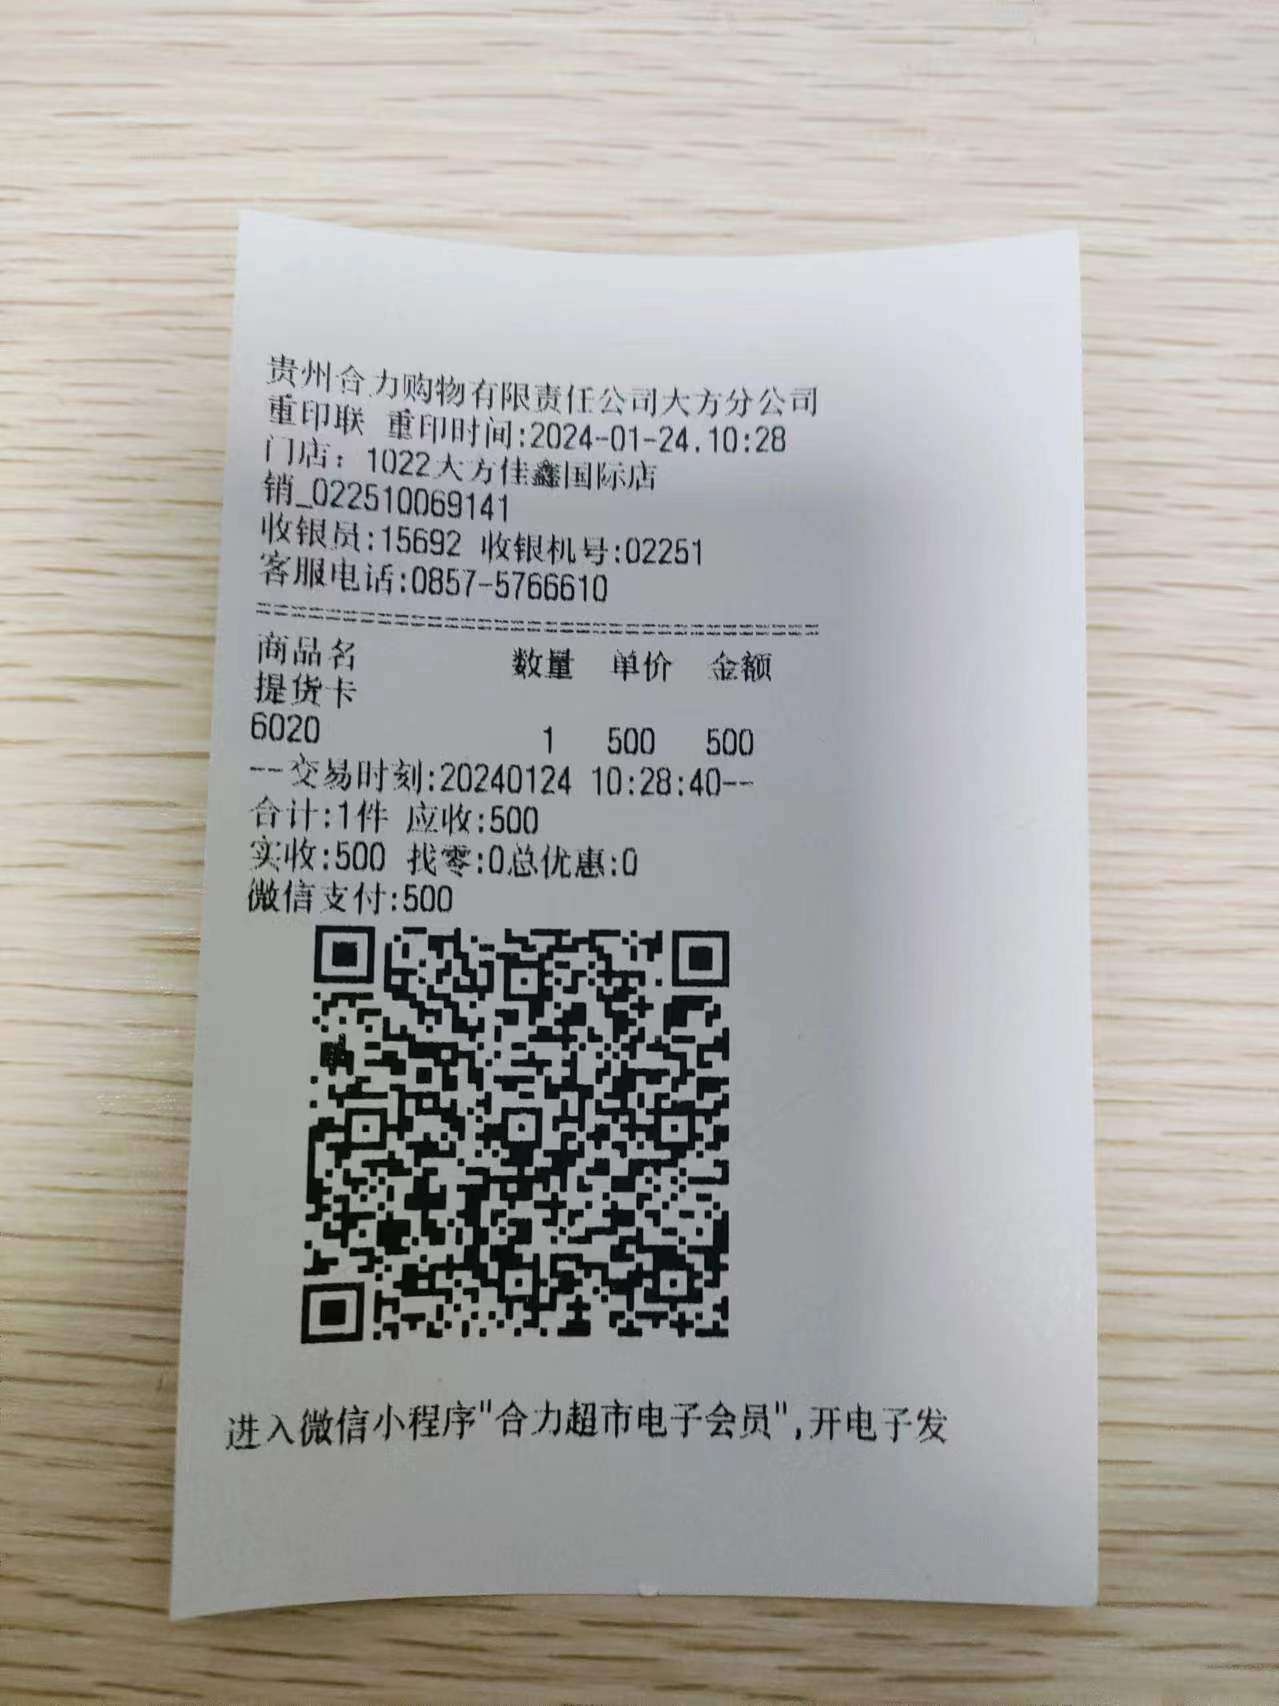 贵州合力购物有限责任公司大方分公司
重印联 重印时间:2024-01-24.10:28
门店：1022大方佳鑫国际店
销_022510069141
收银员:15692 收银机号:02251
客服电话:0857-5766610
商品名 数量 单价 金额
提货卡
6020 1 500 500
--交易时刻:20240124 10:28:40--
合计:1件 应收:500
实收:500 找零:0总优惠:0
微信支付:500
进入微信小程序"合力超市电子会员",开电子发